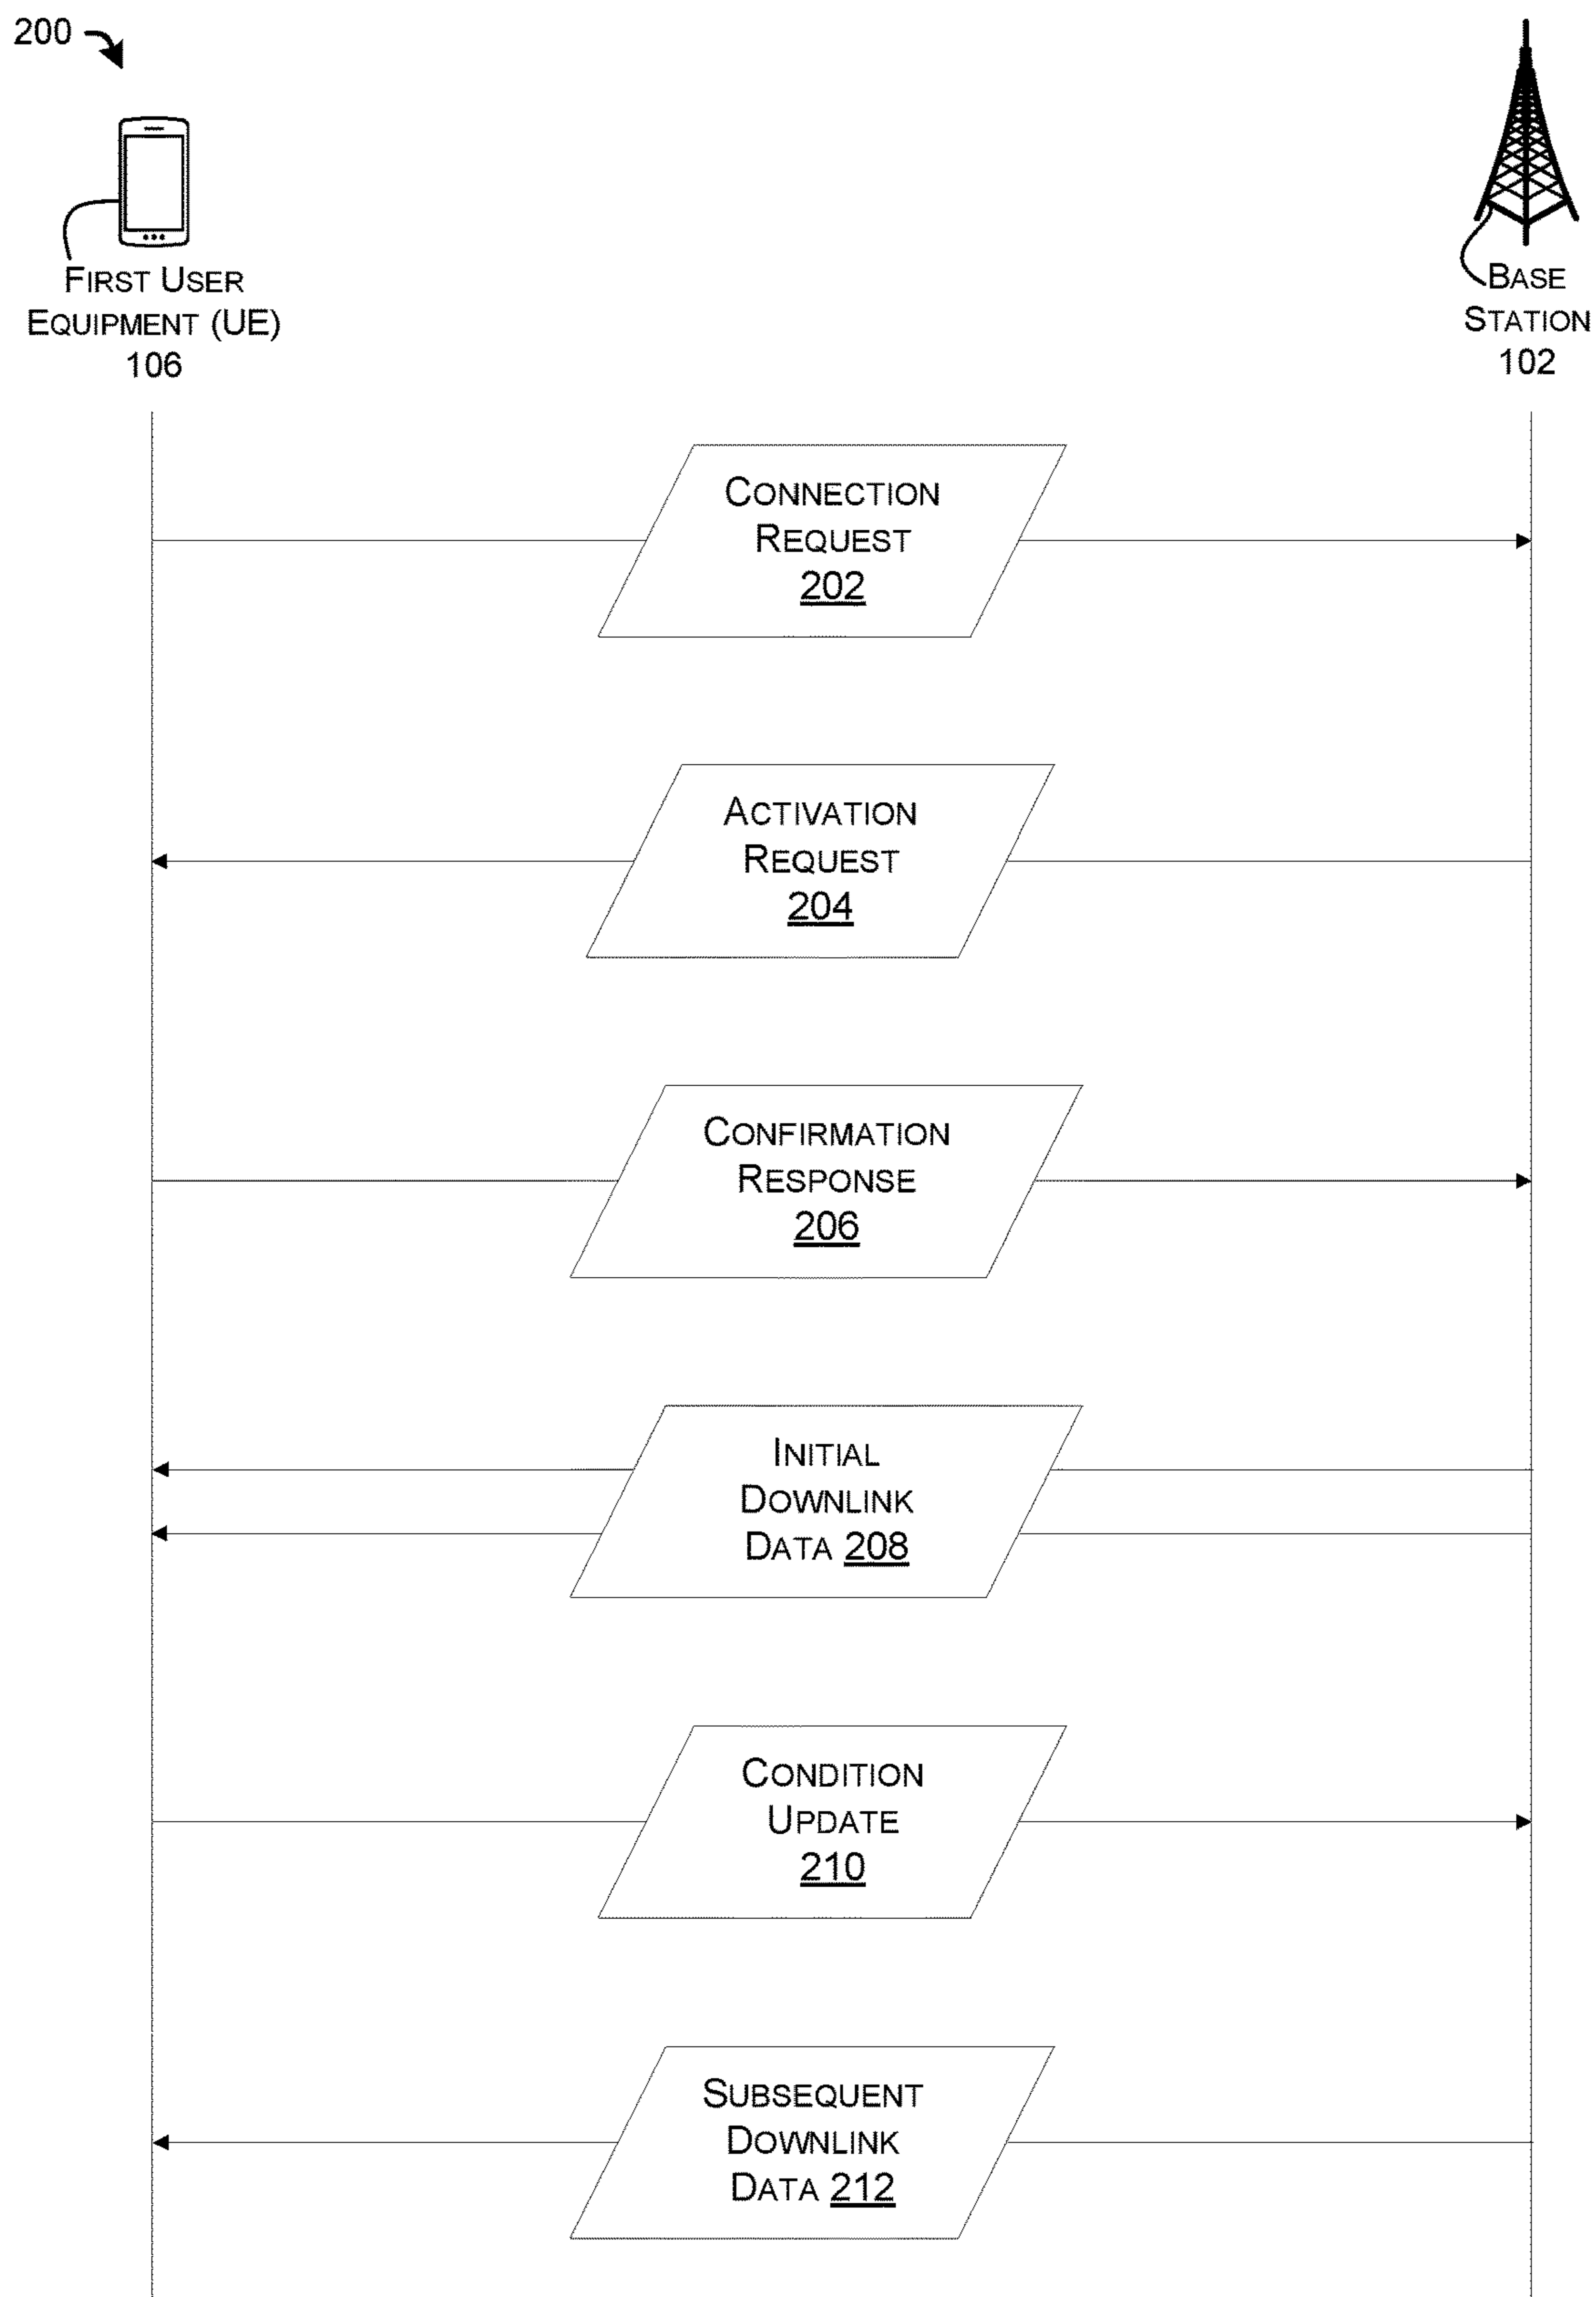 200
FIRST USER
EQUIPMENT (UE)
106
BASE
STATION
102
CONNECTION
REQUEST
202
ACTIVATION
REQUEST
204
CONFIRMATION
RESPONSE
206
INITIAL
DOWNLINK
DATA 208
CONDITION
UPDATE
210
SUBSEQUENT
DOWNLINK
DATA 212